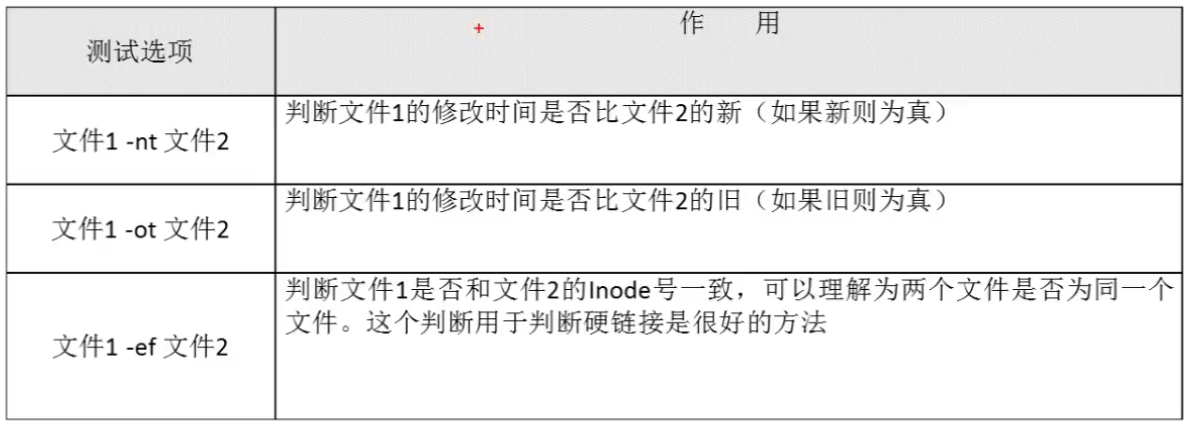 测试选项
作 用
文件1 -nt 文件2
判断文件1的修改时间是否比文件2的新（如果新则为真）
文件1 -ot 文件2
判断文件1的修改时间是否比文件2的旧（如果旧则为真）
文件1 -ef 文件2
判断文件1是否和文件2的Inode号一致，可以理解为两个文件是否为同一个
文件。这个判断用于判断硬链接是很好的方法